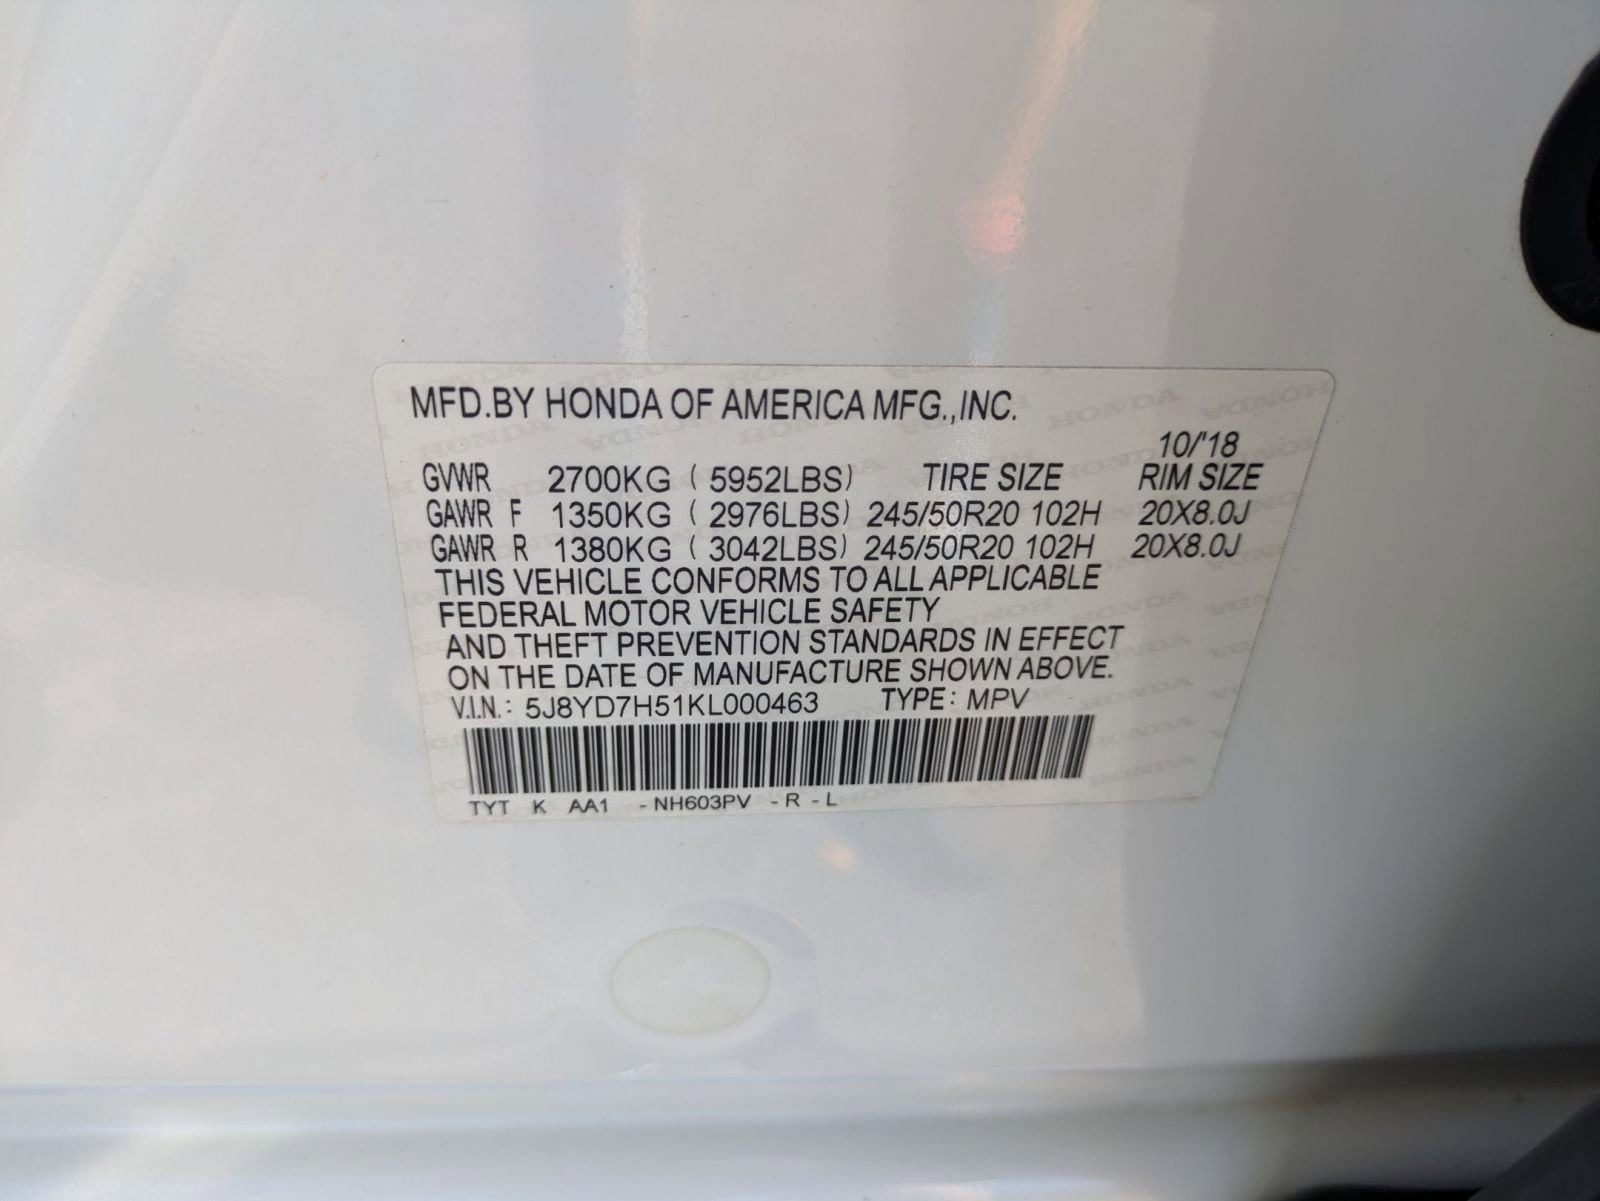 MFD.BY HONDA OF AMERICA MFG.,INC.
10/'18
GVWR 2700KG ( 5952LBS) TIRE SIZE RIM SIZE
GAWR F 1350KG ( 2976LBS) 245/50R20 102H 20X8.0J
GAWR R 1380KG ( 3042LBS) 245/50R20 102H 20X8.0J
THIS VEHICLE CONFORMS TO ALL APPLICABLE
FEDERAL MOTOR VEHICLE SAFETY
AND THEFT PREVENTION STANDARDS IN EFFECT
ON THE DATE OF MANUFACTURE SHOWN ABOVE.
V.I.N.: 5J8YD7H51KL000463 TYPE: MPV
TYT K AA1 -NH603PV -R -L